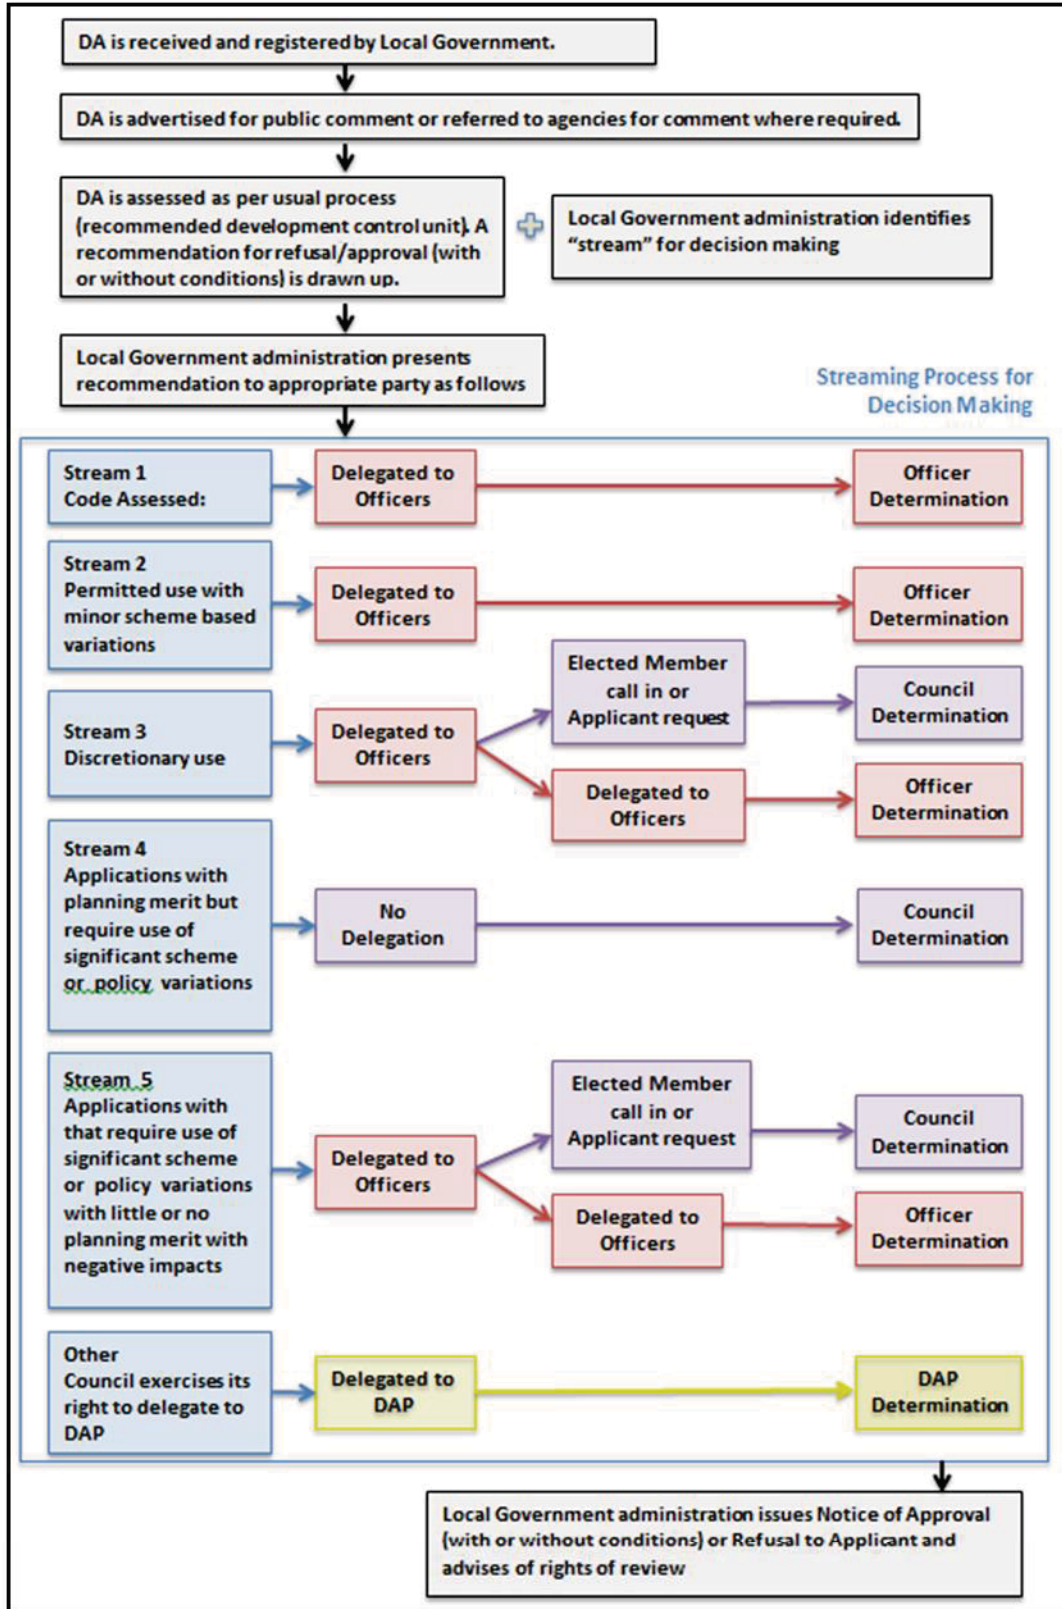 DA is received and registered by Local Government.
DA is advertised for public comment or referred to agencies for comment where required.
DA is assessed as per usual process
(recommended development control unit). A
recommendation for refusal/approval (with
or without conditions) is drawn up.
Local Government administration identifies
“stream” for decision making
Local Government administration presents
recommendation to appropriate party as follows
Streaming Process for
Decision Making
Stream 1
Code Assessed:
Delegated to
Officers
Officer
Determination
Stream 2
Permitted use with
minor scheme based
variations
Delegated to
Officers
Officer
Determination
Stream 3
Discretionary use
Delegated to
Officers
Elected Member
call in or
Applicant request
Council
Determination
Delegated to
Officers
Officer
Determination
Stream 4
Applications with
planning merit but
require use of
significant scheme
or policy variations
No
Delegation
Council
Determination
Stream 5
Applications with
that require use of
significant scheme
or policy variations
with little or no
planning merit with
negative impacts
Delegated to
Officers
Elected Member
call in or
Applicant request
Council
Determination
Delegated to
Officers
Officer
Determination
Other
Council exercises its
right to delegate to
DAP
Delegated to
DAP
DAP
Determination
Local Government administration issues Notice of Approval
(with or without conditions) or Refusal to Applicant and
advises of rights of review